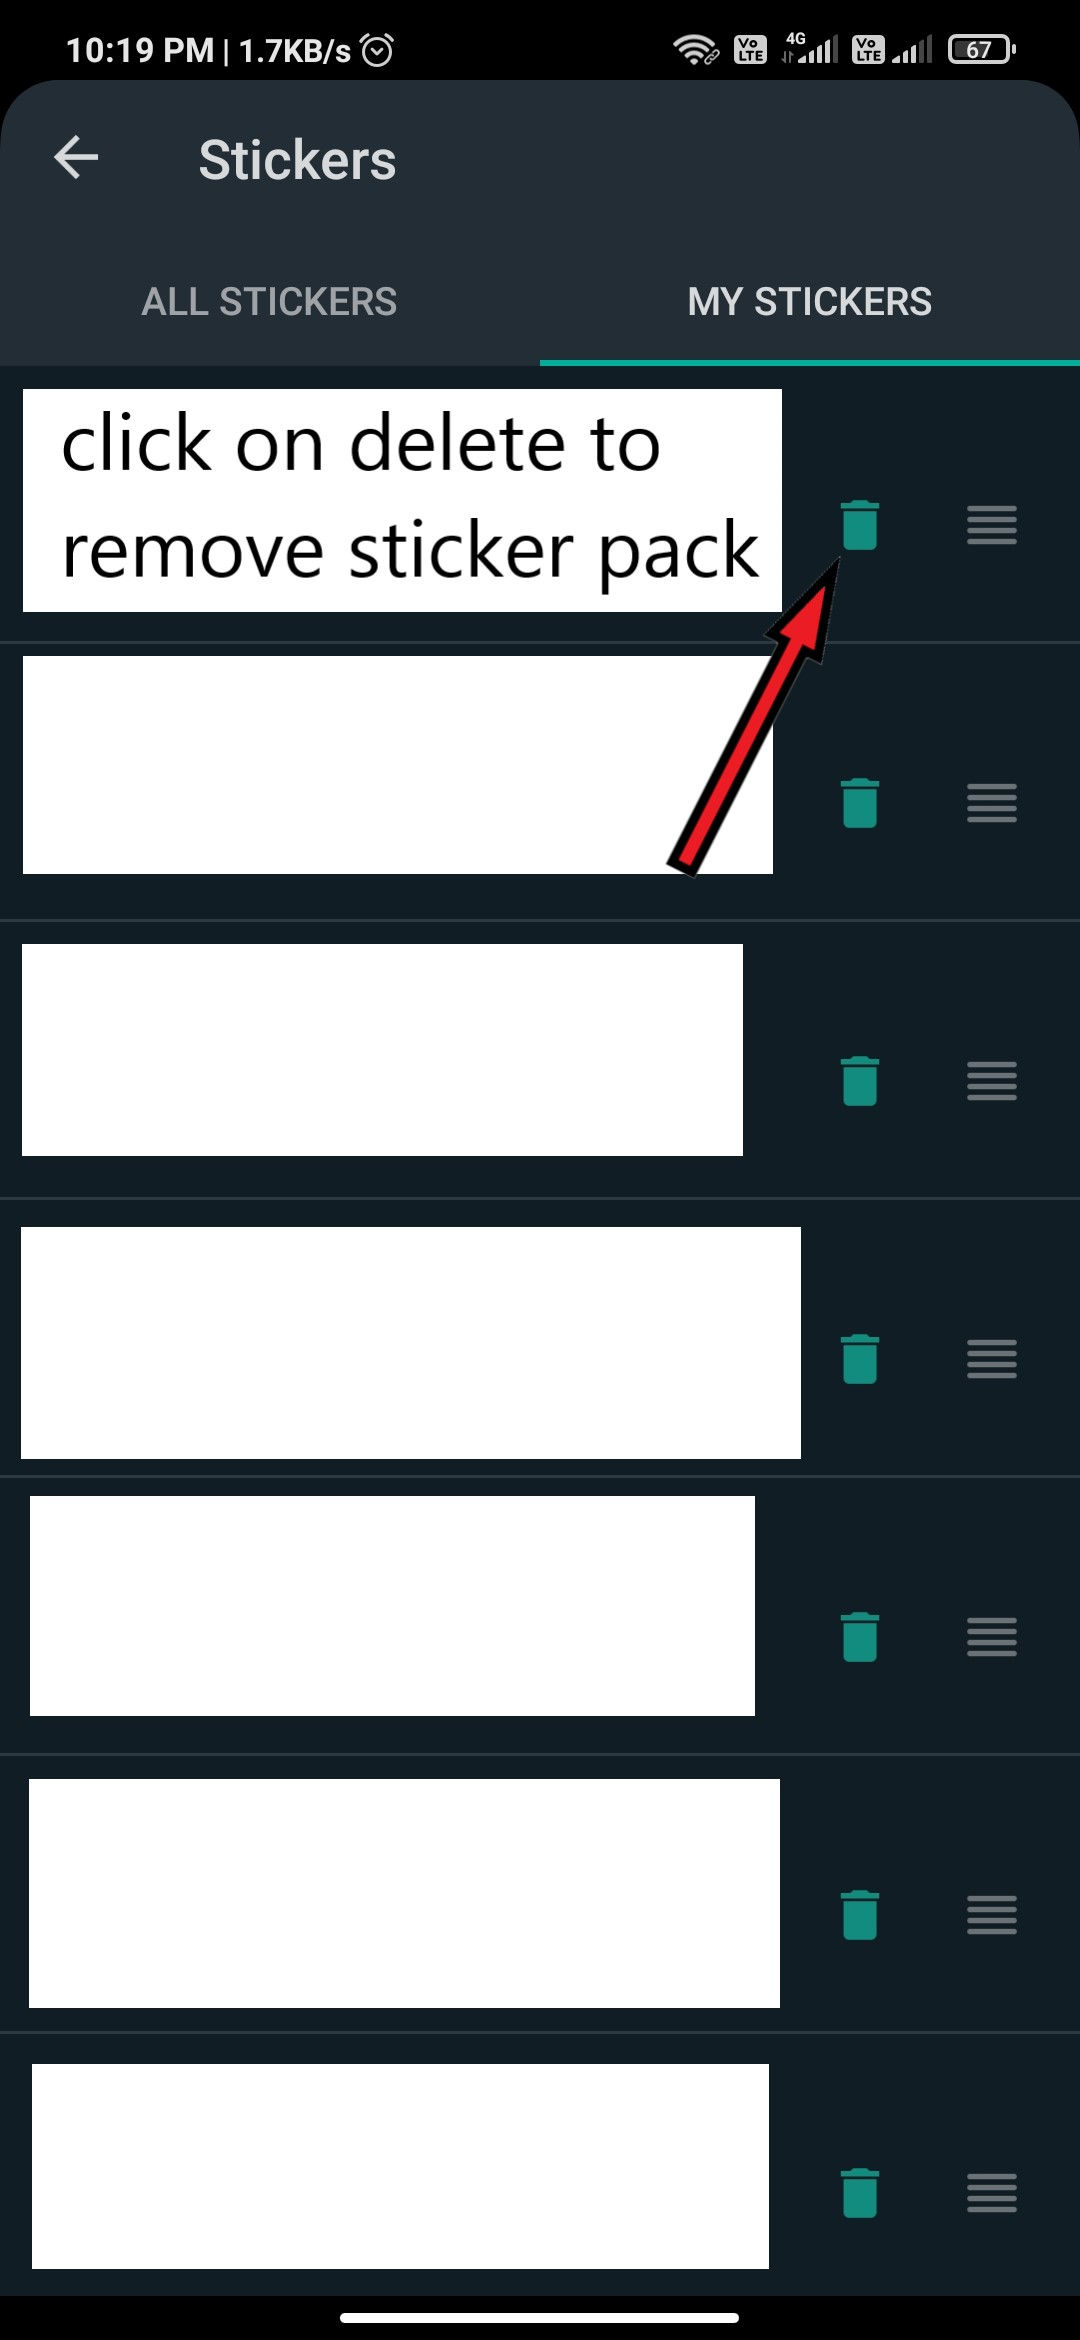 10:19 PM | 1.7KB/s
Vo LTE 4G Vo LTE 67
Stickers
ALL STICKERS
MY STICKERS
click on delete to
remove sticker pack